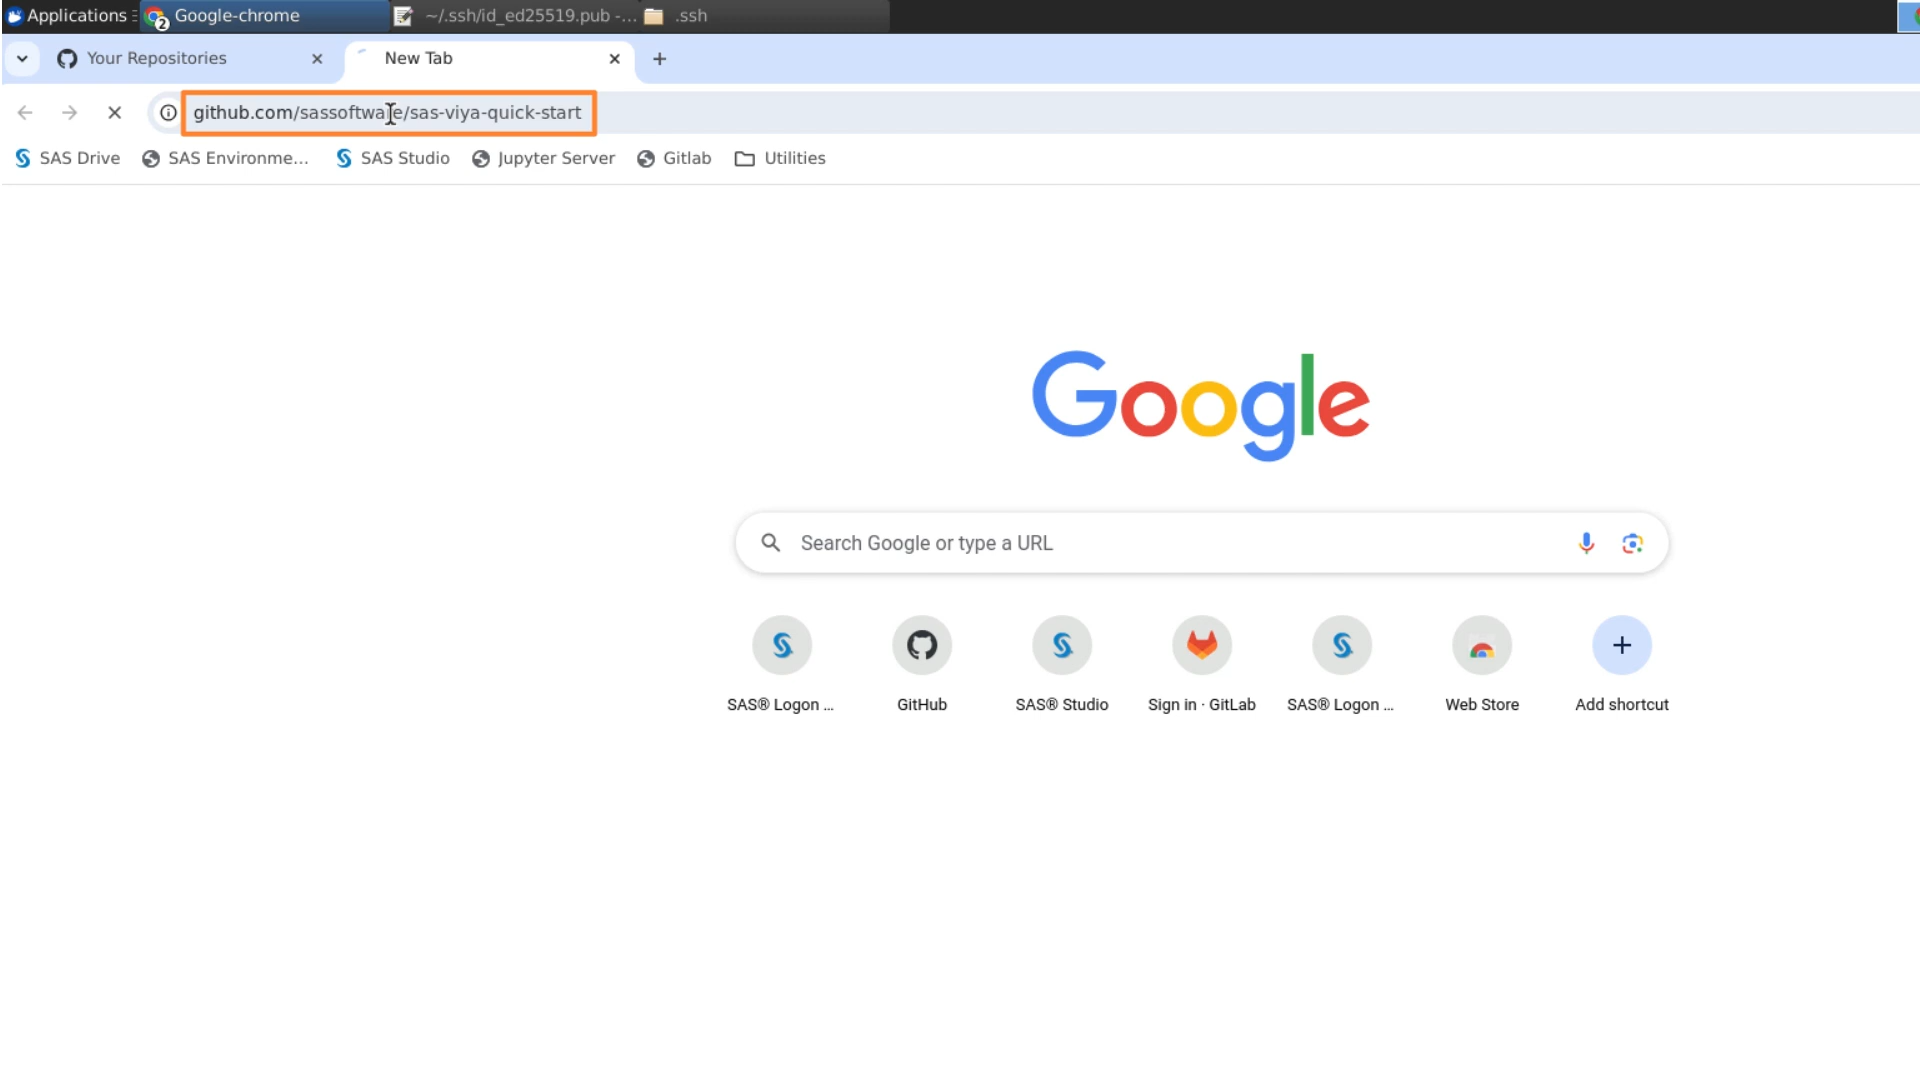 Applications Google-chrome ~/.ssh/id_ed25519.pub -... .ssh
Your Repositories New Tab
github.com/sassoftware/sas-viya-quick-start
SAS Drive SAS Environme... SAS Studio Jupyter Server Gitlab Utilities
Google
Search Google or type a URL
SAS® Logon ... GitHub SAS® Studio Sign in · GitLab SAS® Logon ... Web Store Add shortcut